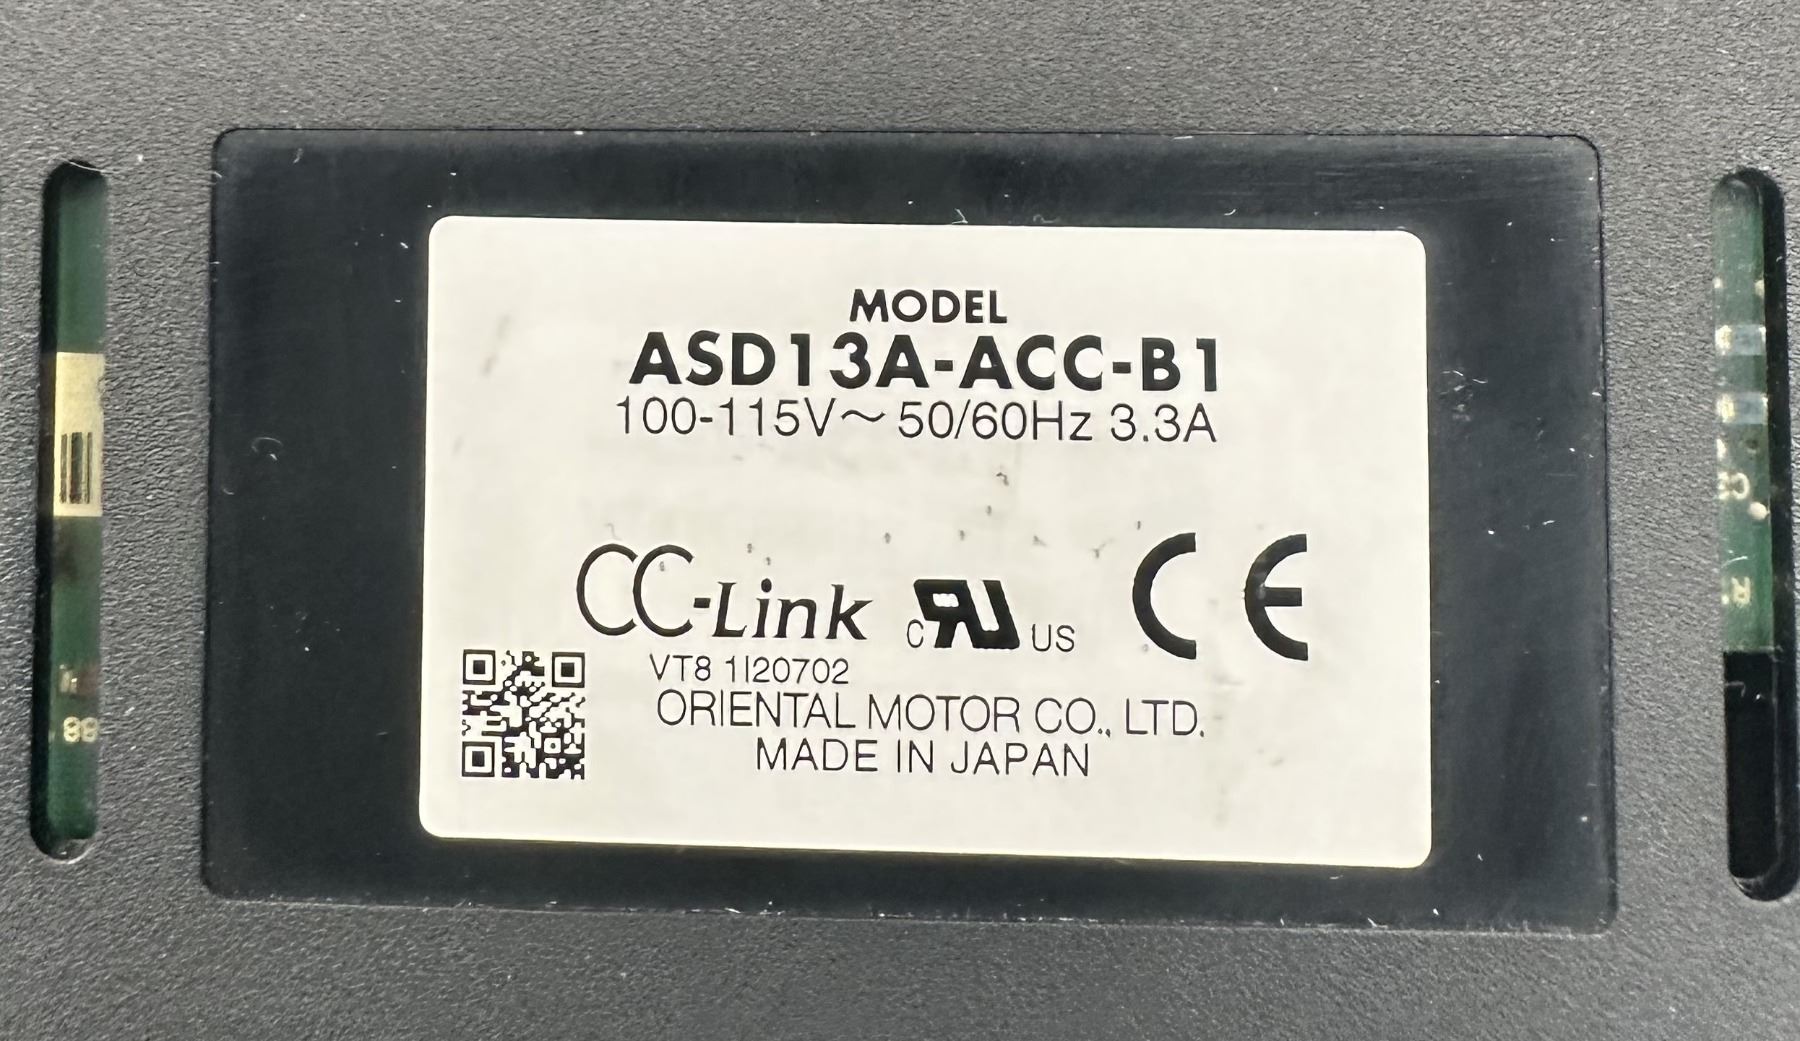 MODEL
ASD13A-ACC-B1
100-115V～ 50/60Hz 3.3A
CC-Link
c RU US
CE
VT8 1I20702
ORIENTAL MOTOR CO., LTD.
MADE IN JAPAN